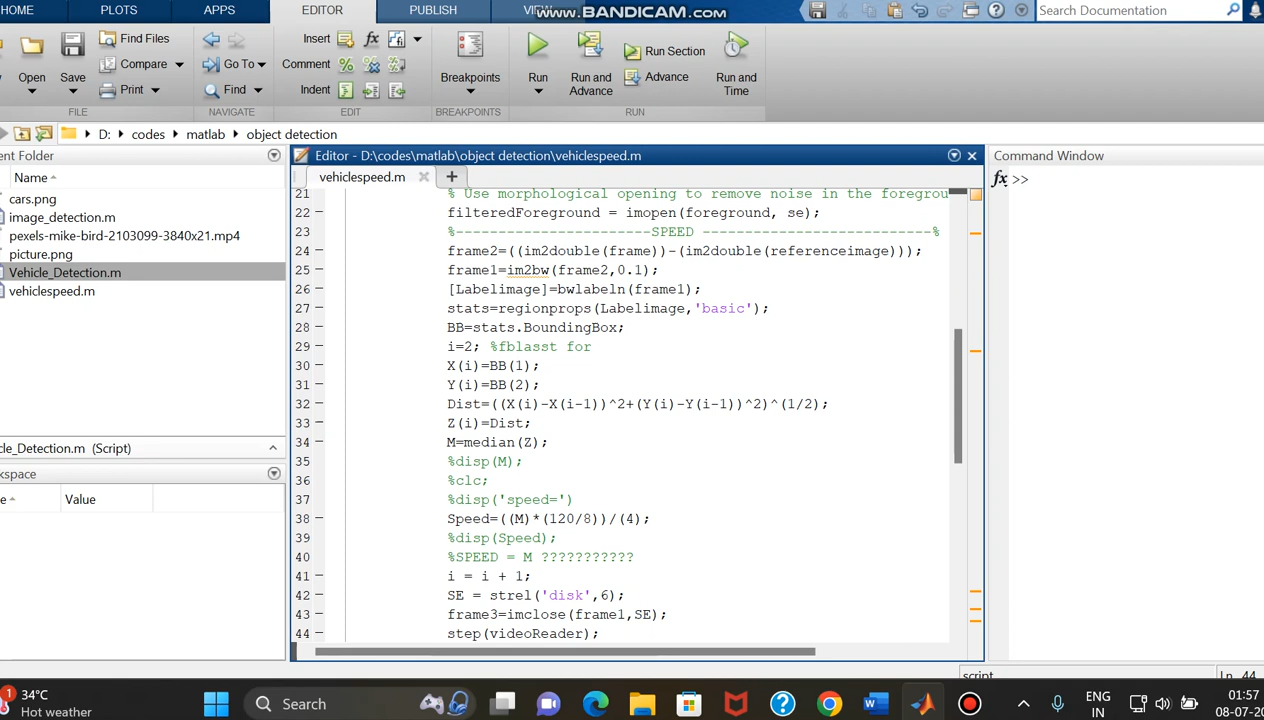 HOME PLOTS APPS EDITOR PUBLISH VIEW www.BANDICAM.com Search Documentation
Find Files Insert fx
Compare Go To Comment % Run Section
Open Save Breakpoints Run Run and Advance Run and
Print Find Indent Advance Time
FILE NAVIGATE EDIT BREAKPOINTS RUN
D: codes matlab object detection
ent Folder
Editor - D:\codes\matlab\object detection\vehiclespeed.m
Command Window
Name
vehiclespeed.m
fx >>
cars.png
image_detection.m
pexels-mike-bird-2103099-3840x21.mp4
picture.png
Vehicle_Detection.m
vehiclespeed.m
cle_Detection.m (Script)
kspace
e Value
21 % Use morphological opening to remove noise in the foregrou
22 filteredForeground = imopen(foreground, se);
23 %-----------------------SPEED ---------------------------%
24 frame2=((im2double(frame))-(im2double(referenceimage)));
25 frame1=im2bw(frame2,0.1);
26 [Labelimage]=bwlabeln(frame1);
27 stats=regionprops(Labelimage,'basic');
28 BB=stats.BoundingBox;
29 i=2; %fblasst for
30 X(i)=BB(1);
31 Y(i)=BB(2);
32 Dist=((X(i)-X(i-1))^2+(Y(i)-Y(i-1))^2)^(1/2);
33 Z(i)=Dist;
34 M=median(Z);
35 %disp(M);
36 %clc;
37 %disp('speed=')
38 Speed=((M)*(120/8))/(4);
39 %disp(Speed);
40 %SPEED = M ???????????
41 i = i + 1;
42 SE = strel('disk',6);
43 frame3=imclose(frame1,SE);
44 step(videoReader);
script Ln 44
1 34°C
Hot weather
Search
ENG
IN
01:57
08-07-20